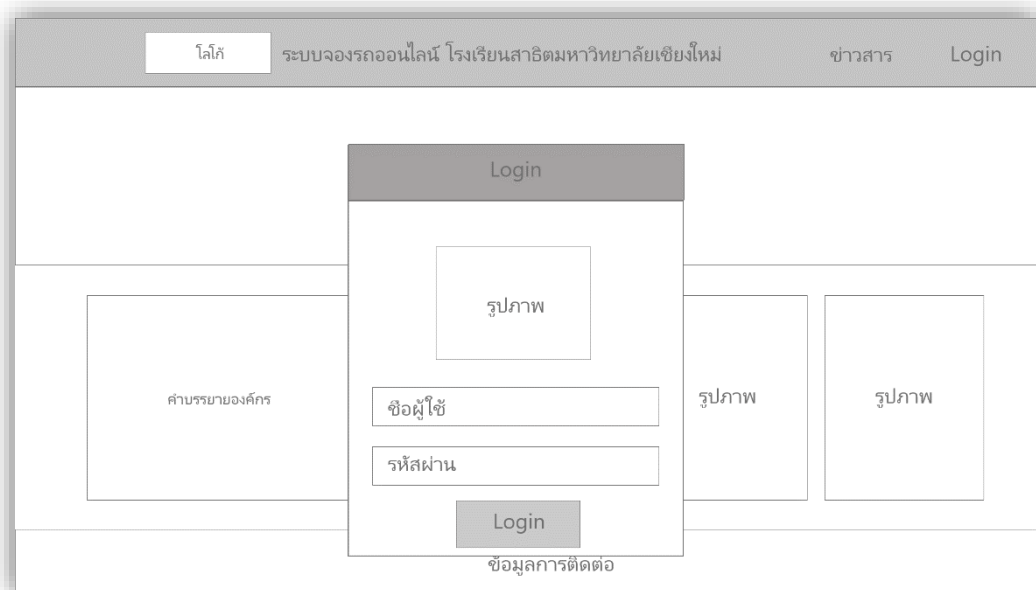 โลโก้
ระบบจองรถออนไลน์ โรงเรียนสาธิตมหาวิทยาลัยเชียงใหม่
ข่าวสาร
Login
Login
รูปภาพ
คำบรรยายองค์กร
ชื่อผู้ใช้
รหัสผ่าน
Login
รูปภาพ
รูปภาพ
ข้อมูลการติดต่อ